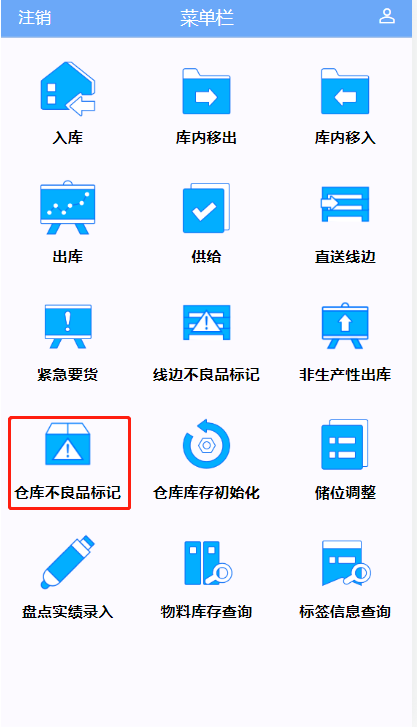 注销 菜单栏
入库 库内移出 库内移入
出库 供给 直送线边
紧急要货 线边不良品标记 非生产性出库
仓库不良品标记 仓库库存初始化 储位调整
盘点实绩录入 物料库存查询 标签信息查询